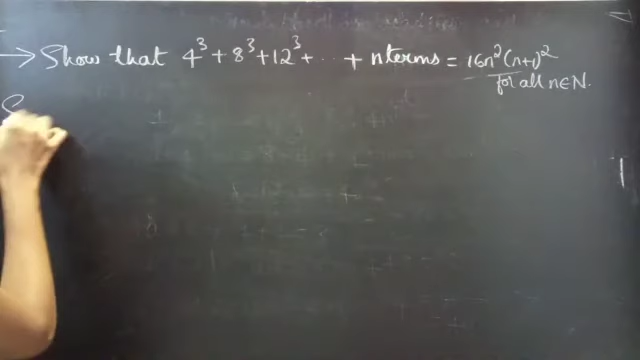 → Show that 4³ + 8³ + 12³ + ... + n terms = 16n²(n+1)²
for all n∈N.
S